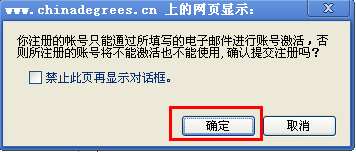 www.chinadegrees.cn 上的网页显示：
你注册的帐号只能通过所填写的电子邮件进行账号激活，否
则所注册的账号将不能激活也不能使用,确认提交注册吗？
禁止此页再显示对话框。
确定 取消